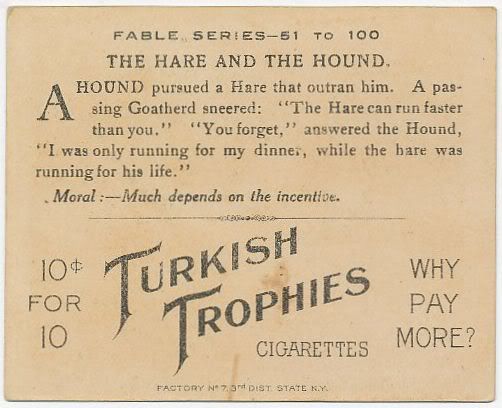 FABLE SERIES—51 TO 100
THE HARE AND THE HOUND.
A HOUND pursued a Hare that outran him. A pas-
sing Goatherd sneered: "The Hare can run faster
than you." "You forget," answered the Hound,
"I was only running for my dinner, while the hare was
running for his life."
Moral:—Much depends on the incentive.
10¢
FOR
10
TURKISH
TROPHIES
CIGARETTES
WHY
PAY
MORE?
FACTORY Nº 7, 3rd DIST. STATE N.Y.